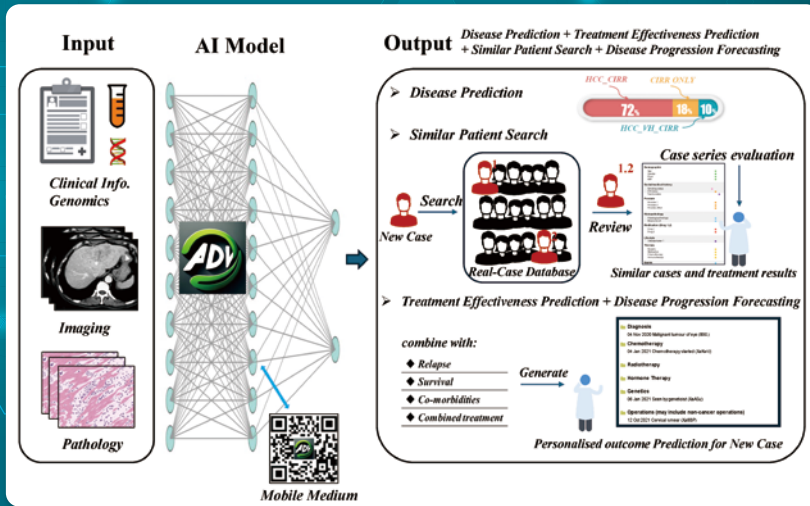 Input
AI Model
Output
Disease Prediction + Treatment Effectiveness Prediction
+ Similar Patient Search + Disease Progression Forecasting
Clinical Info.
Genomics
Imaging
Pathology
ADV
Mobile Medium
➢ Disease Prediction
HCC_CIRR
CIRR ONLY
72%
18%
10%
HCC_VH_CIRR
➢ Similar Patient Search
New Case
Search
1
2
Real-Case Database
1.2
Review
Case series evaluation
Similar cases and treatment results
➢ Treatment Effectiveness Prediction + Disease Progression Forecasting
combine with:
◆ Relapse
◆ Survival
◆ Co-morbidities
◆ Combined treatment
Generate
Diagnosis
Chemotherapy
Radiotherapy
Hormone Therapy
Genetics
Operations (may include non-cancer operations)
Personalised outcome Prediction for New Case